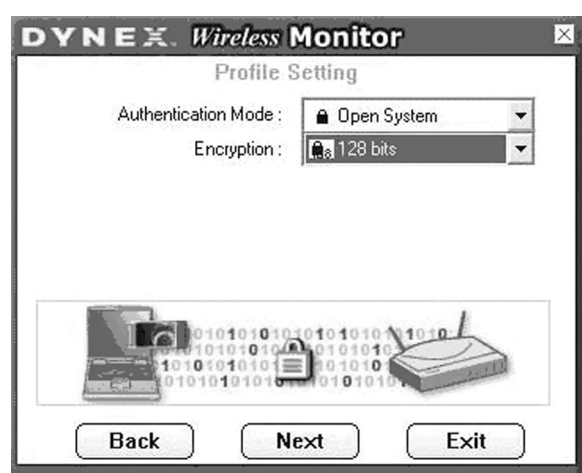 DYNEX Wireless Monitor
Profile Setting
Authentication Mode : Open System
Encryption : 128 bits
Back Next Exit